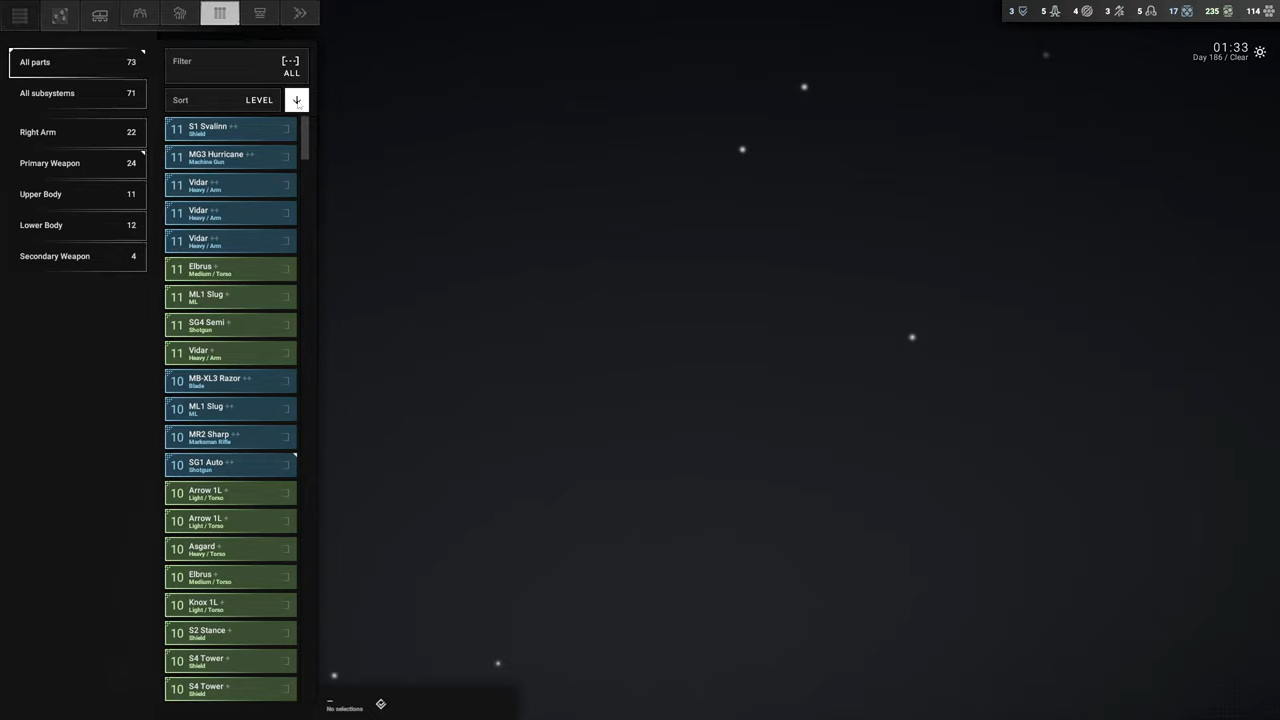 3 5 4 3 5 17 235 114
01:33
Day 186 / Clear
All parts 73
All subsystems 71
Right Arm 22
Primary Weapon 24
Upper Body 11
Lower Body 12
Secondary Weapon 4
Filter [---]
ALL
Sort LEVEL
11 S1 Svalinn ++
Shield
11 MG3 Hurricane ++
Machine Gun
11 Vidar ++
Heavy / Arm
11 Vidar ++
Heavy / Arm
11 Vidar ++
Heavy / Arm
11 Elbrus +
Medium / Torso
11 ML1 Slug +
ML
11 SG4 Semi +
Shotgun
11 Vidar +
Heavy / Arm
10 MB-XL3 Razor ++
Blade
10 ML1 Slug ++
ML
10 MR2 Sharp ++
Marksman Rifle
10 SG1 Auto ++
Shotgun
10 Arrow 1L +
Light / Torso
10 Arrow 1L +
Light / Torso
10 Asgard +
Heavy / Torso
10 Elbrus +
Medium / Torso
10 Knox 1L +
Light / Torso
10 S2 Stance +
Shield
10 S4 Tower +
Shield
10 S4 Tower +
Shield
No selections